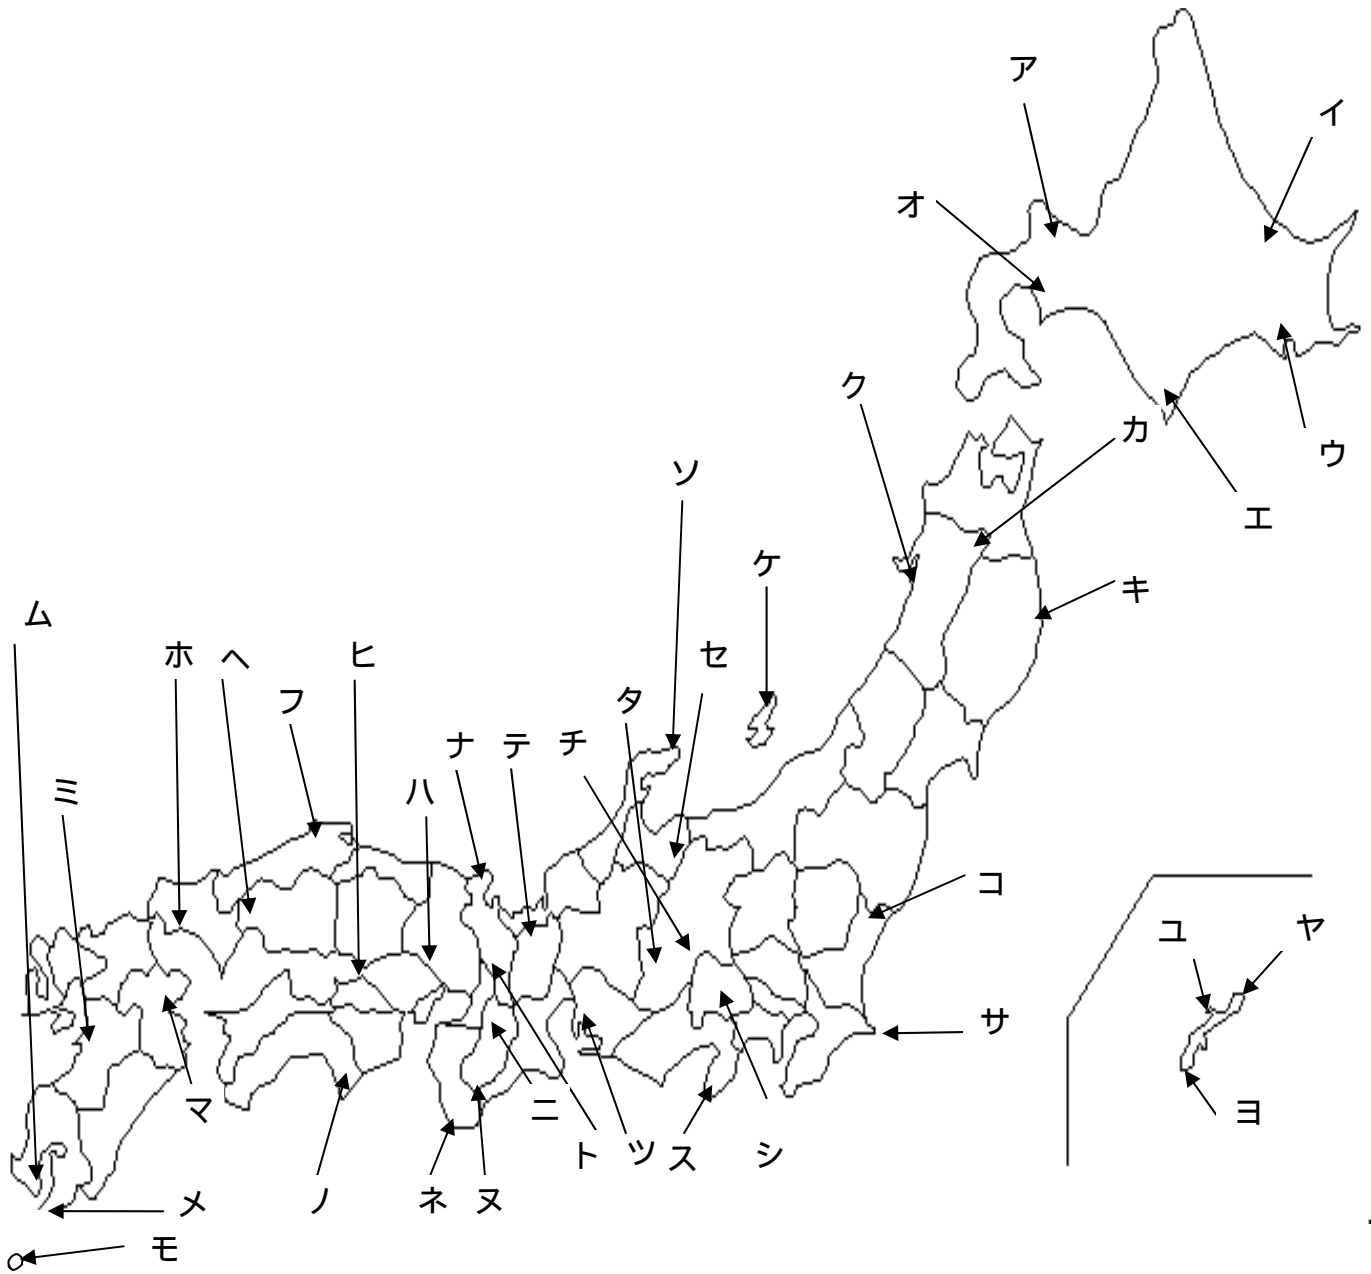 ア
イ
オ
ク
カ
ウ
ソ
エ
ケ
キ
ム
ホ
ヘ
ヒ
セ
フ
タ
ナ
テ
チ
ミ
ハ
コ
ユ
ヤ
サ
マ
ニ
ヨ
ト
ツ
ス
シ
ノ
ネ
ヌ
メ
モ